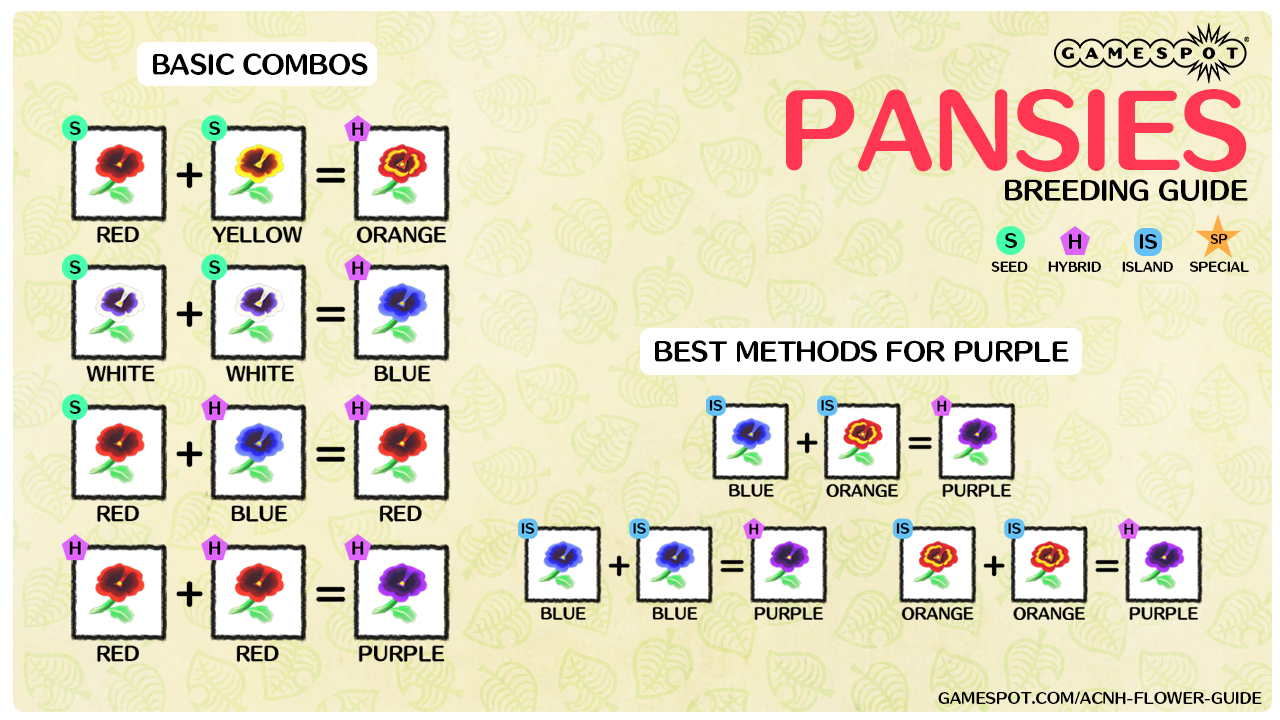 BASIC COMBOS
S S H
+ =
RED YELLOW ORANGE
S S H
+ =
WHITE WHITE BLUE
S H H
+ =
RED BLUE RED
H H H
+ =
RED RED PURPLE
GAMESPOT®
PANSIES
BREEDING GUIDE
S H IS SP
SEED HYBRID ISLAND SPECIAL
BEST METHODS FOR PURPLE
IS IS H
+ =
BLUE ORANGE PURPLE
IS IS H IS IS H
+ = + =
BLUE BLUE PURPLE ORANGE ORANGE PURPLE
GAMESPOT.COM/ACNH-FLOWER-GUIDE